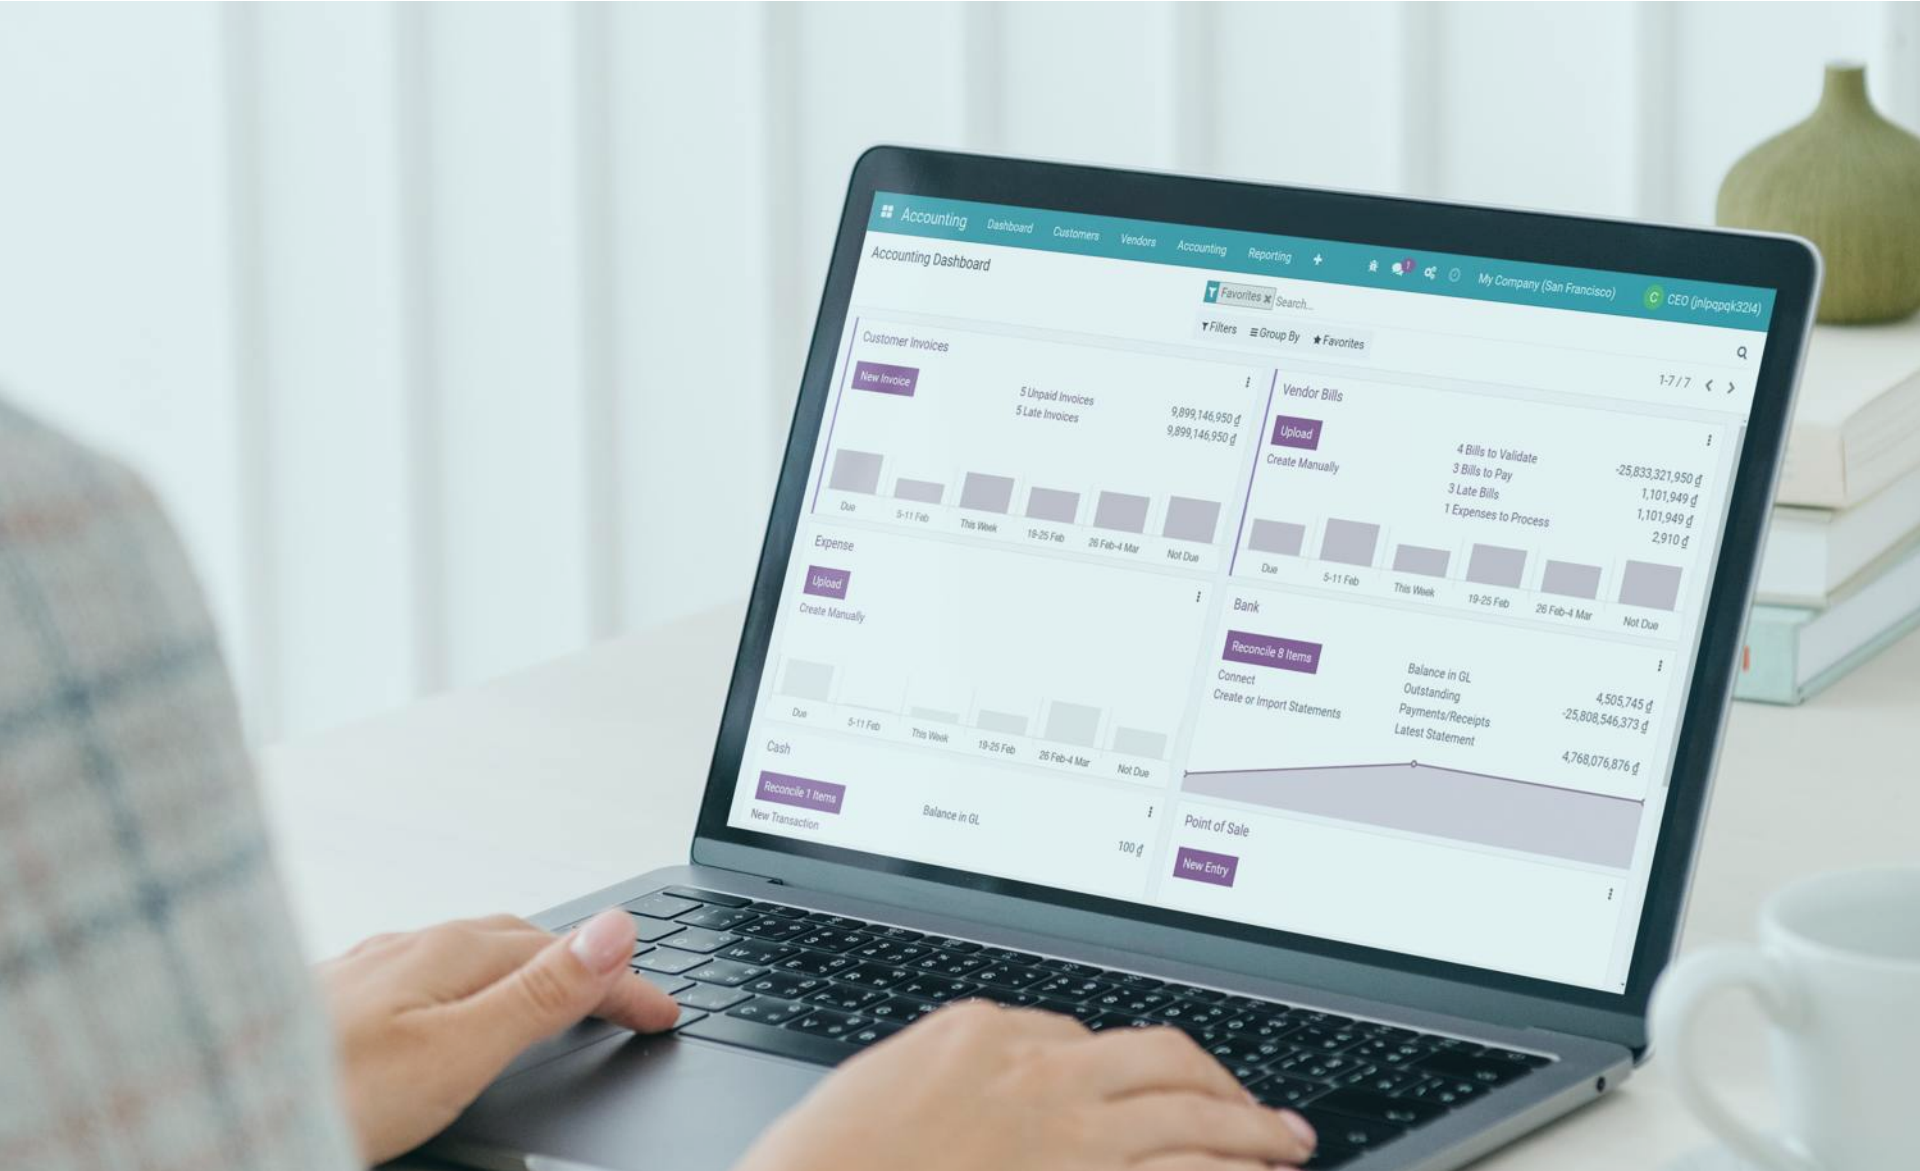 Accounting Dashboard Customers Vendors Accounting Reporting + 1 My Company (San Francisco) C CEO (jnlpqpqk32l4)
Accounting Dashboard
Favorites × Search...
Filters Group By Favorites
1-7 / 7
Customer Invoices
New Invoice
5 Unpaid Invoices 9,899,146,950 ₫
5 Late Invoices 9,899,146,950 ₫
Due 5-11 Feb This Week 19-25 Feb 26 Feb-4 Mar Not Due
Vendor Bills
Upload
Create Manually
4 Bills to Validate -25,833,321,950 ₫
3 Bills to Pay 1,101,949 ₫
3 Late Bills 1,101,949 ₫
1 Expenses to Process 2,910 ₫
Due 5-11 Feb This Week 19-25 Feb 26 Feb-4 Mar Not Due
Expense
Upload
Create Manually
Due 5-11 Feb This Week 19-25 Feb 26 Feb-4 Mar Not Due
Bank
Reconcile 8 Items
Connect
Create or Import Statements
Balance in GL 4,505,745 ₫
Outstanding -25,808,546,373 ₫
Payments/Receipts
Latest Statement 4,768,076,876 ₫
Cash
Reconcile 1 Items
New Transaction
Balance in GL 100 ₫
Point of Sale
New Entry